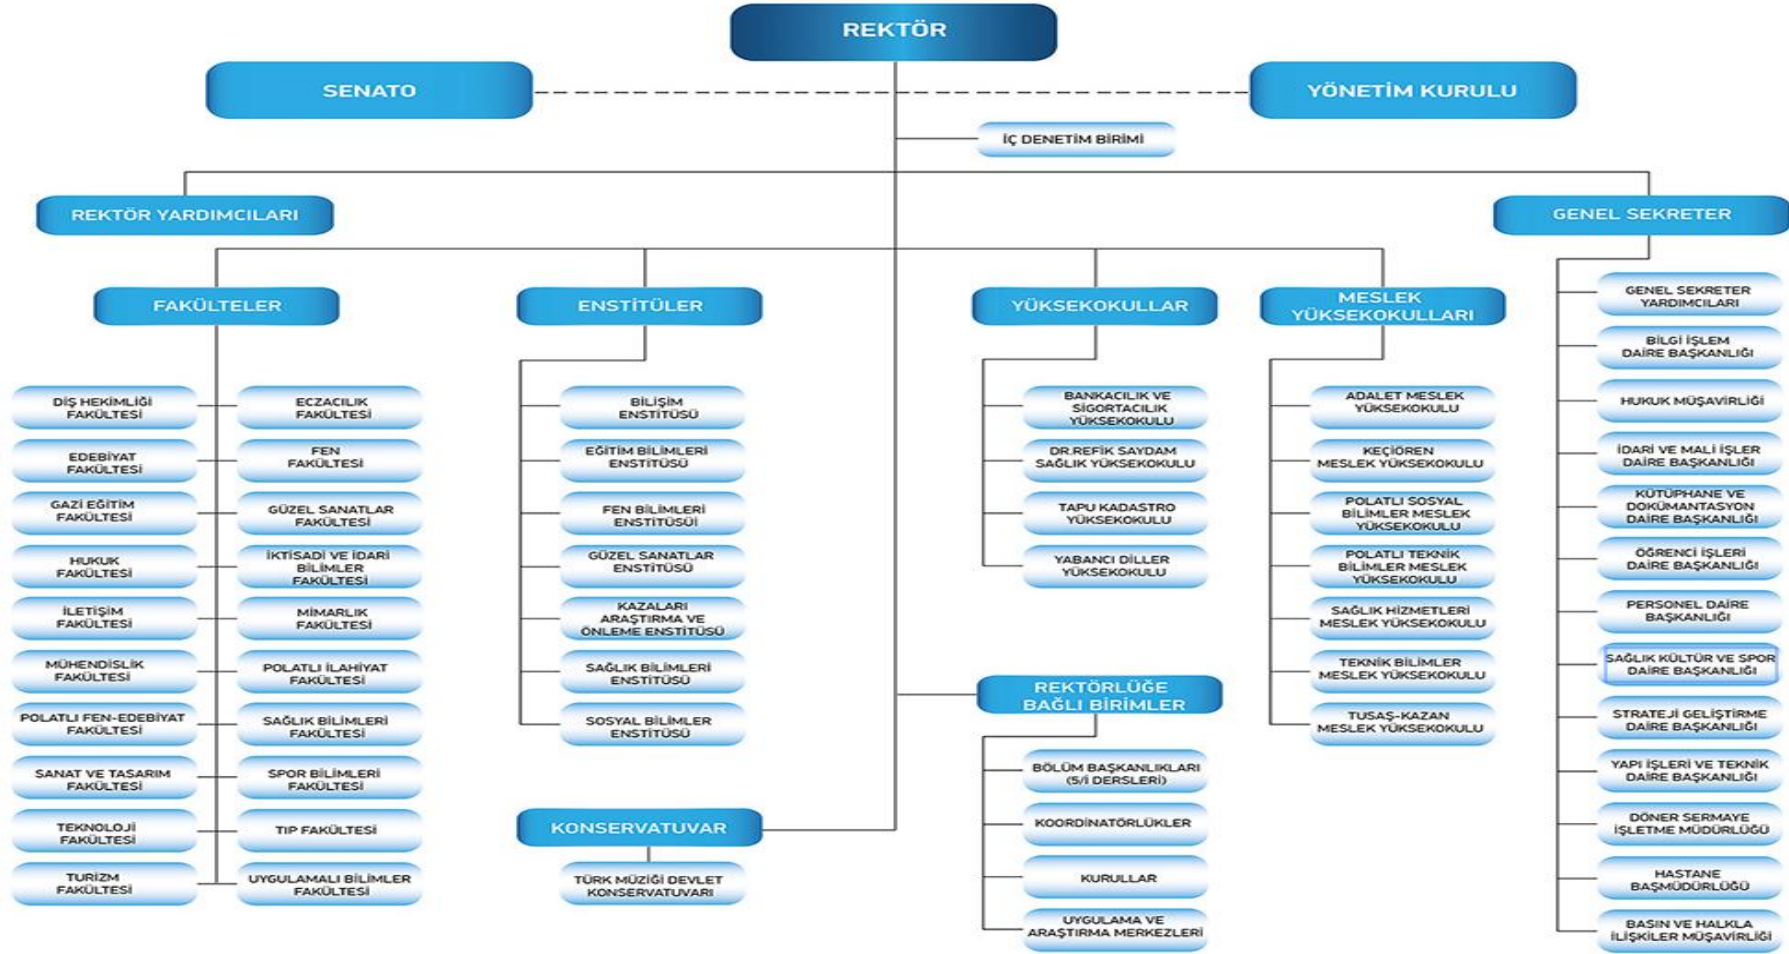 REKTÖR
SENATO
YÖNETİM KURULU
İÇ DENETİM BİRİMİ
REKTÖR YARDIMCILARI
GENEL SEKRETER
FAKÜLTELER
DİŞ HEKİMLİĞİ
FAKÜLTESİ
ECZACILIK
FAKÜLTESİ
EDEBİYAT
FAKÜLTESİ
FEN
FAKÜLTESİ
GAZİ EĞİTİM
FAKÜLTESİ
GÜZEL SANATLAR
FAKÜLTESİ
HUKUK
FAKÜLTESİ
İKTİSADİ VE İDARİ
BİLİMLER
FAKÜLTESİ
İLETİŞİM
FAKÜLTESİ
MİMARLIK
FAKÜLTESİ
MÜHENDİSLİK
FAKÜLTESİ
POLATLI İLAHİYAT
FAKÜLTESİ
POLATLI FEN-EDEBİYAT
FAKÜLTESİ
SAĞLIK BİLİMLERİ
FAKÜLTESİ
SANAT VE TASARIM
FAKÜLTESİ
SPOR BİLİMLERİ
FAKÜLTESİ
TEKNOLOJİ
FAKÜLTESİ
TIP FAKÜLTESİ
TURİZM
FAKÜLTESİ
UYGULAMALI BİLİMLER
FAKÜLTESİ
ENSTİTÜLER
BİLİŞİM
ENSTİTÜSÜ
EĞİTİM BİLİMLERİ
ENSTİTÜSÜ
FEN BİLİMLERİ
ENSTİTÜSÜİ
GÜZEL SANATLAR
ENSTİTÜSÜ
KAZALARI
ARAŞTIRMA VE
ÖNLEME ENSTİTÜSÜ
SAĞLIK BİLİMLERİ
ENSTİTÜSÜ
SOSYAL BİLİMLER
ENSTİTÜSÜ
KONSERVATUVAR
TÜRK MÜZİĞİ DEVLET
KONSERVATUVARI
YÜKSEKOKULLAR
BANKACILIK VE
SİGORTACILIK
YÜKSEKOKULU
DR.REFİK SAYDAM
SAĞLIK YÜKSEKOKULU
TAPU KADASTRO
YÜKSEKOKULU
YABANCI DİLLER
YÜKSEKOKULU
REKTÖRLÜĞE
BAĞLI BİRİMLER
BÖLÜM BAŞKANLIKLARI
(5/İ DERSLERİ)
KOORDİNATÖRLÜKLER
KURULLAR
UYGULAMA VE
ARAŞTIRMA MERKEZLERİ
MESLEK
YÜKSEKOKULLARI
ADALET MESLEK
YÜKSEKOKULU
KEÇİÖREN
MESLEK YÜKSEKOKULU
POLATLI SOSYAL
BİLİMLER MESLEK
YÜKSEKOKULU
POLATLI TEKNİK
BİLİMLER MESLEK
YÜKSEKOKULU
SAĞLIK HİZMETLERİ
MESLEK YÜKSEKOKULU
TEKNİK BİLİMLER
MESLEK YÜKSEKOKULU
TUSAŞ-KAZAN
MESLEK YÜKSEKOKULU
GENEL SEKRETER
YARDIMCILARI
BİLGİ İŞLEM
DAİRE BAŞKANLIĞI
HUKUK MÜŞAVİRLİĞİ
İDARİ VE MALİ İŞLER
DAİRE BAŞKANLIĞI
KÜTÜPHANE VE
DOKÜMANTASYON
DAİRE BAŞKANLIĞI
ÖĞRENCİ İŞLERİ
DAİRE BAŞKANLIĞI
PERSONEL DAİRE
BAŞKANLIĞI
SAĞLIK KÜLTÜR VE SPOR
DAİRE BAŞKANLIĞI
STRATEJİ GELİŞTİRME
DAİRE BAŞKANLIĞI
YAPI İŞLERİ VE TEKNİK
DAİRE BAŞKANLIĞI
DÖNER SERMAYE
İŞLETME MÜDÜRLÜĞÜ
HASTANE
BAŞMÜDÜRLÜĞÜ
BASIN VE HALKLA
İLİŞKİLER MÜŞAVİRLİĞİ